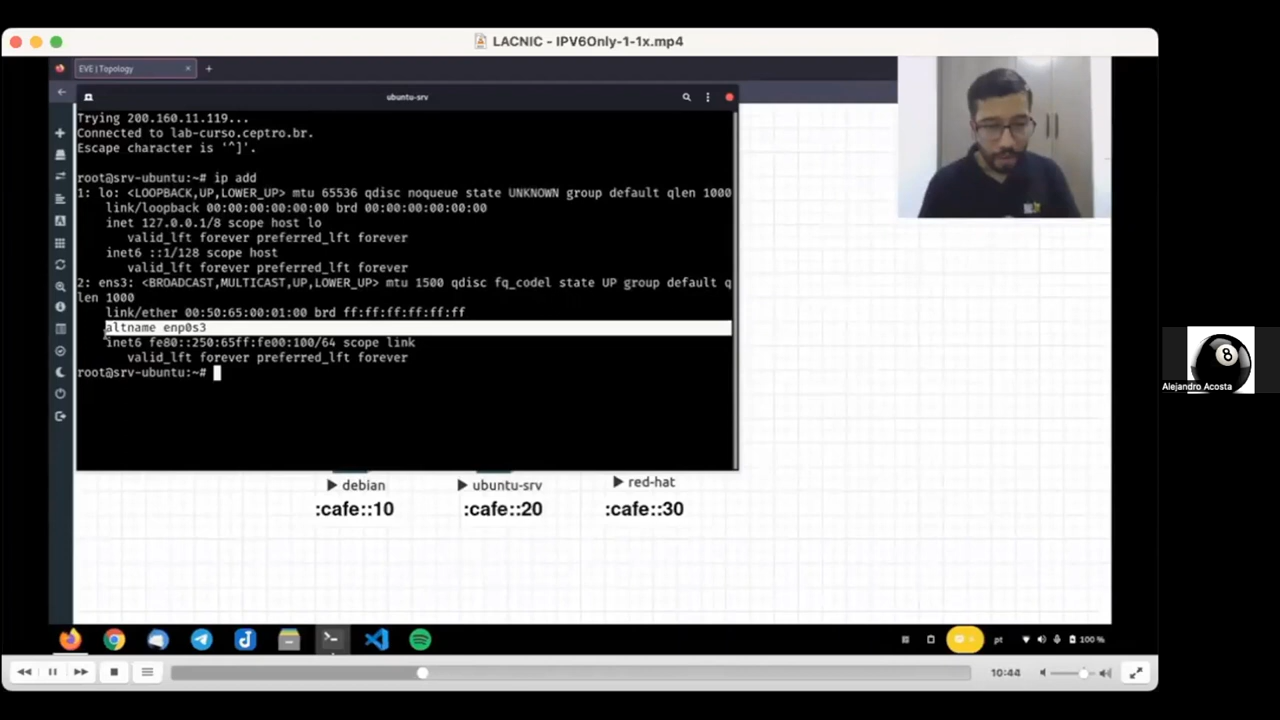 LACNIC - IPV6Only-1-1x.mp4
EVE | Topology
ubuntu-srv
Trying 200.160.11.119...
Connected to lab-curso.ceptro.br.
Escape character is '^]'.
root@srv-ubuntu:~# ip add
1: lo: <LOOPBACK,UP,LOWER_UP> mtu 65536 qdisc noqueue state UNKNOWN group default qlen 1000
link/loopback 00:00:00:00:00:00 brd 00:00:00:00:00:00
inet 127.0.0.1/8 scope host lo
valid_lft forever preferred_lft forever
inet6 ::1/128 scope host
valid_lft forever preferred_lft forever
2: ens3: <BROADCAST,MULTICAST,UP,LOWER_UP> mtu 1500 qdisc fq_codel state UP group default q
len 1000
link/ether 00:50:65:00:01:00 brd ff:ff:ff:ff:ff:ff
altname enp0s3
inet6 fe80::250:65ff:fe00:100/64 scope link
valid_lft forever preferred_lft forever
root@srv-ubuntu:~#
debian
ubuntu-srv
red-hat
:cafe::10
:cafe::20
:cafe::30
8
Alejandro Acosta
pt
100 %
10:44